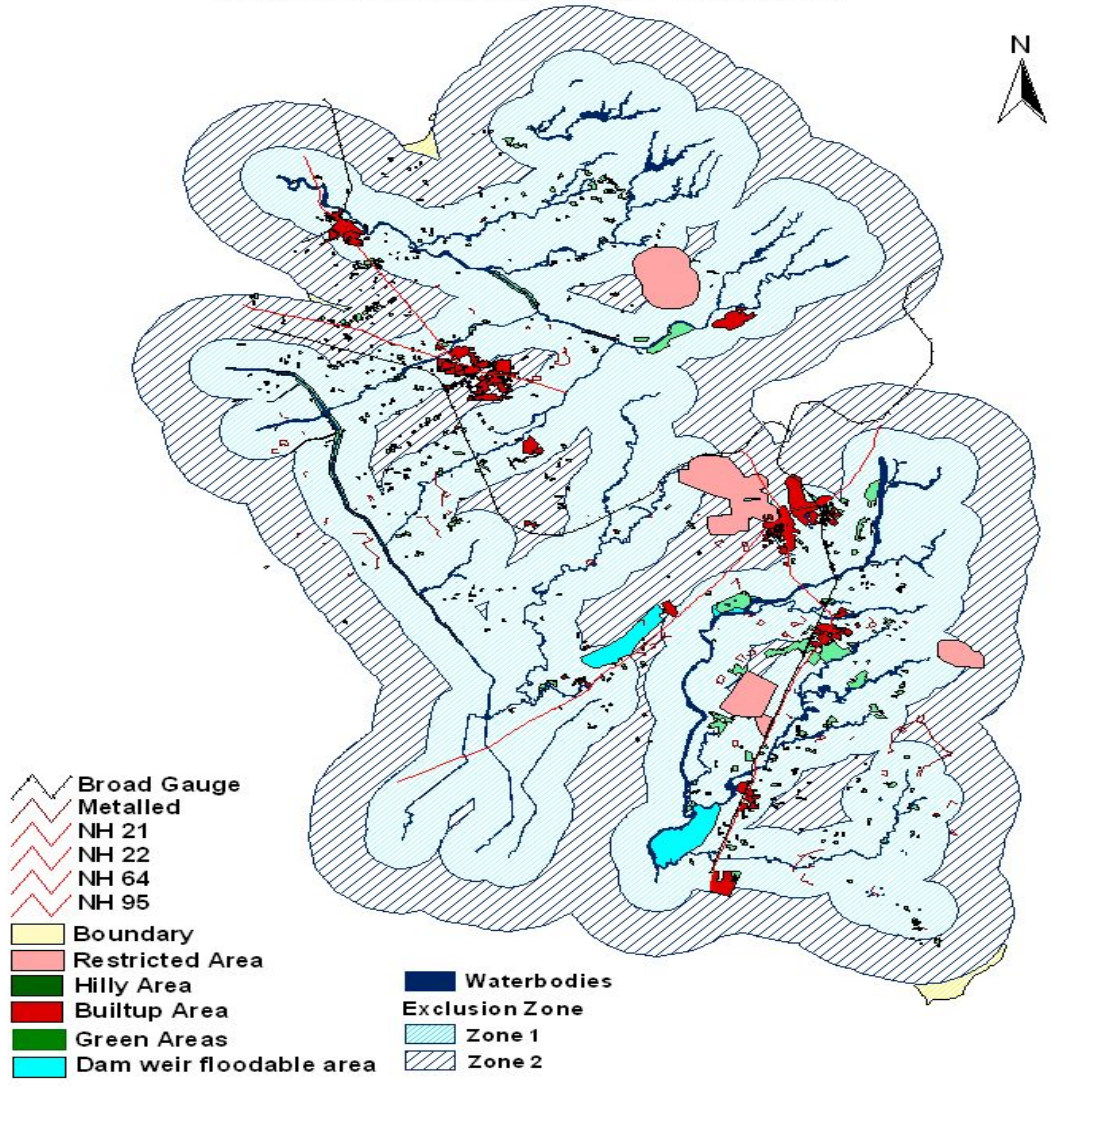 N
Broad Gauge
Metalled
NH 21
NH 22
NH 64
NH 95
Boundary
Restricted Area
Hilly Area
Builtup Area
Green Areas
Dam weir floodable area
Waterbodies
Exclusion Zone
Zone 1
Zone 2